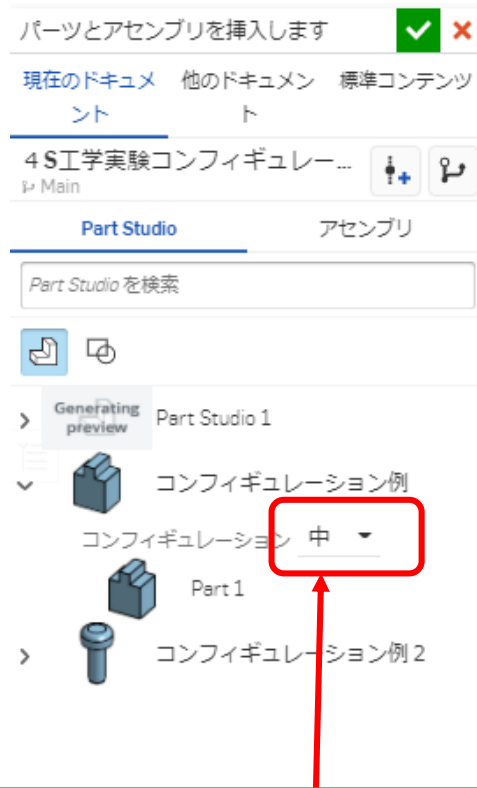 パーツとアセンブリを挿入します
現在のドキュメント 他のドキュメント 標準コンテンツ
４S工学実験コンフィギュレー...
Main
Part Studio アセンブリ
Part Studio を検索
Generating preview
Part Studio 1
コンフィギュレーション例
コンフィギュレーション 中
Part 1
コンフィギュレーション例２